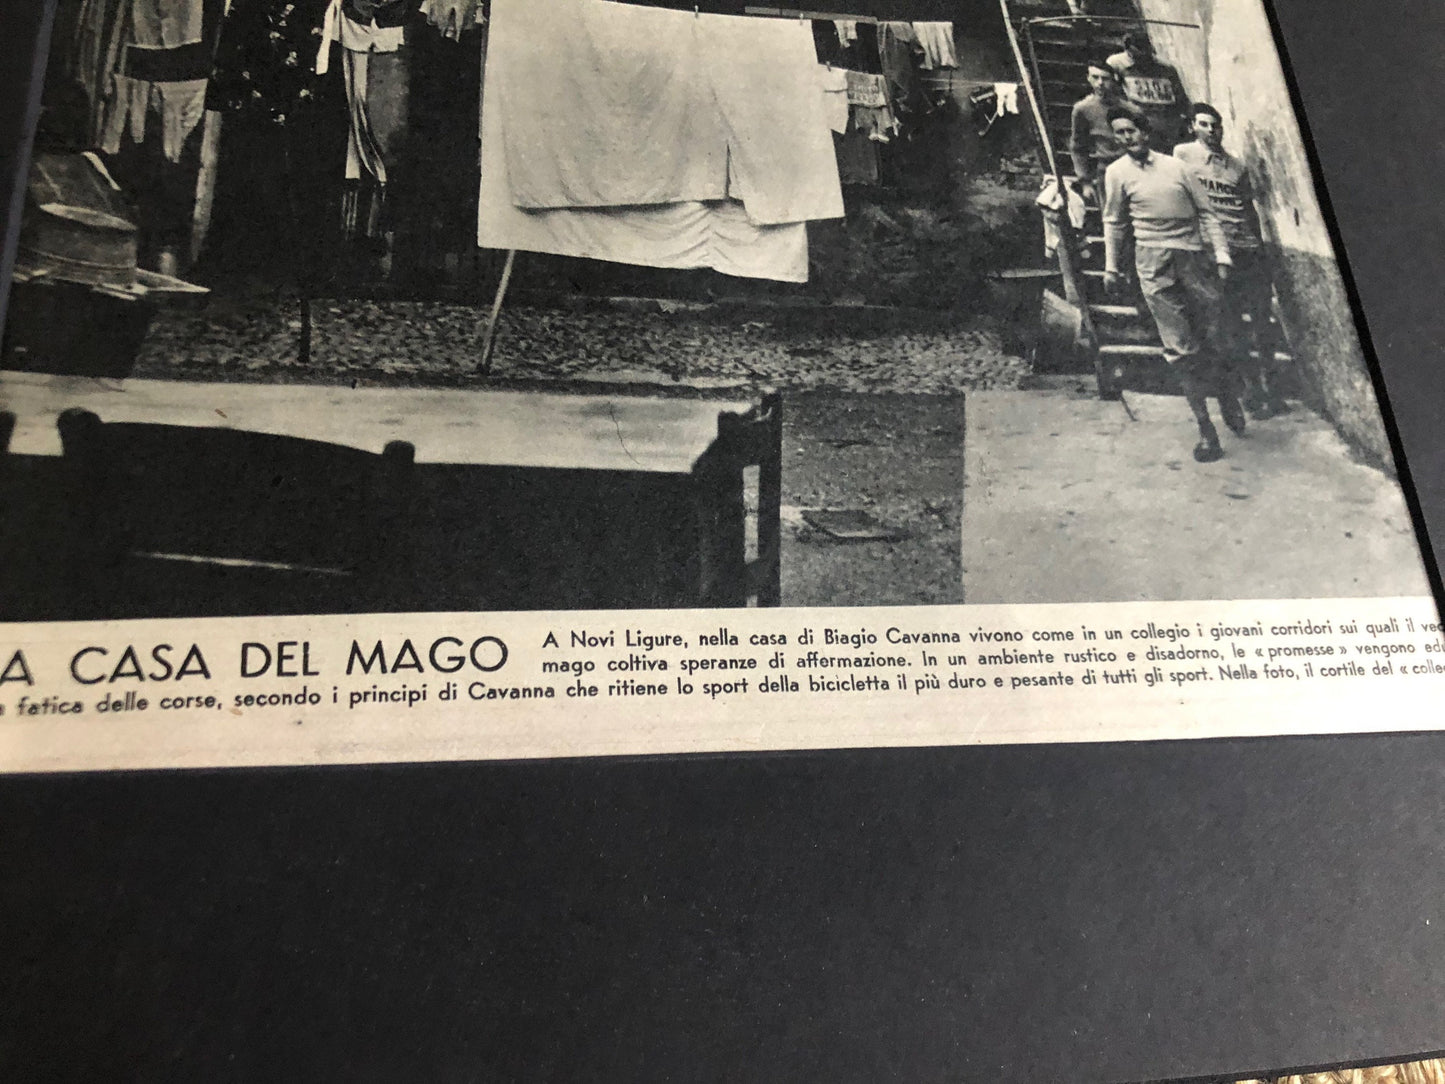 A CASA DEL MAGO
A Novi Ligure, nella casa di Biagio Cavanna vivono come in un collegio i giovani corridori sui quali il
mago coltiva speranze di affermazione. In un ambiente rustico e disadorno, le « promesse » vengono
fatica delle corse, secondo i principi di Cavanna che ritiene lo sport della bicicletta il più duro e pesante di tutti gli sport. Nella foto, il cortile del «